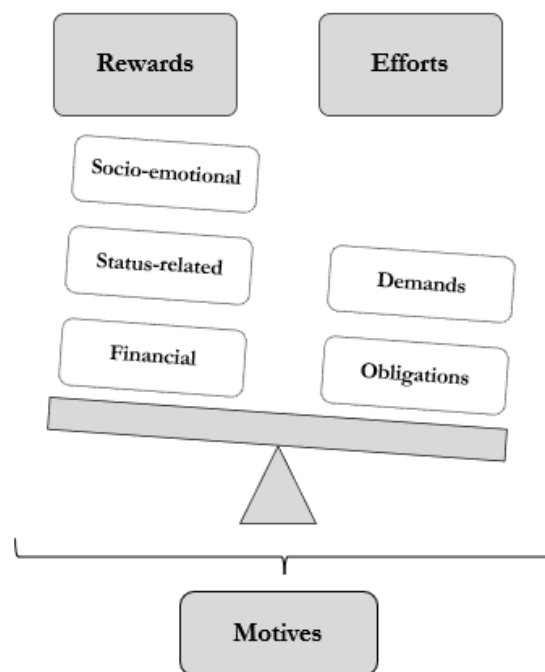 Rewards
Efforts
Socio-emotional
Status-related
Demands
Financial
Obligations
Motives